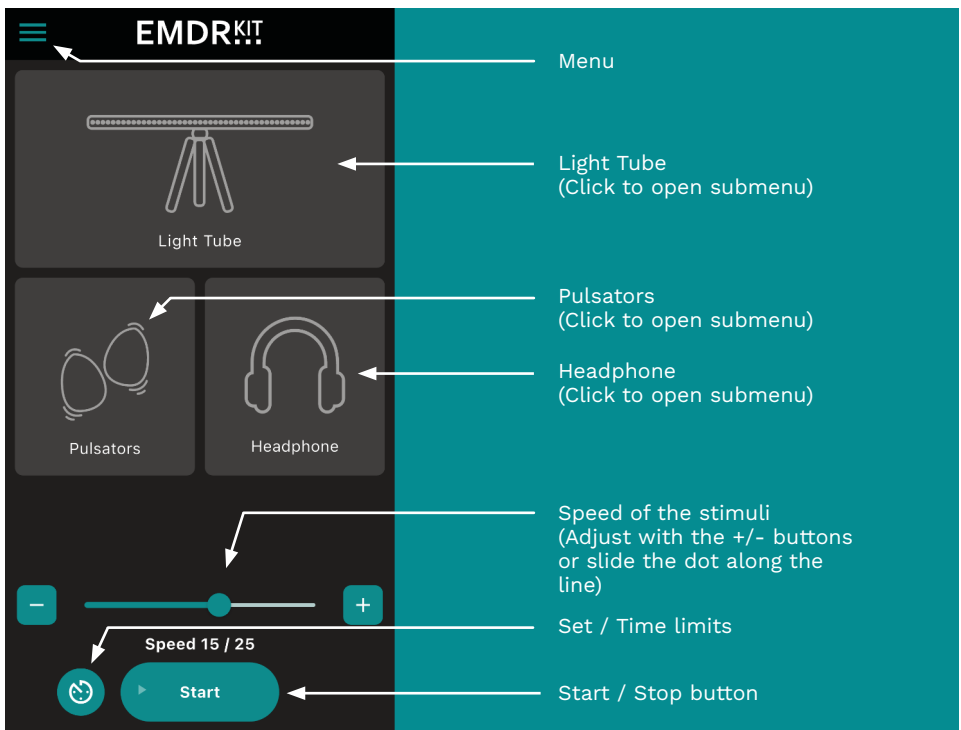 EMDRKIT
Menu
Light Tube
(Click to open submenu)
Light Tube
Pulsators
(Click to open submenu)
Headphone
(Click to open submenu)
Pulsators
Headphone
Speed of the stimuli
(Adjust with the +/- buttons
or slide the dot along the
line)
−
+
Set / Time limits
Speed 15 / 25
Start
Start / Stop button